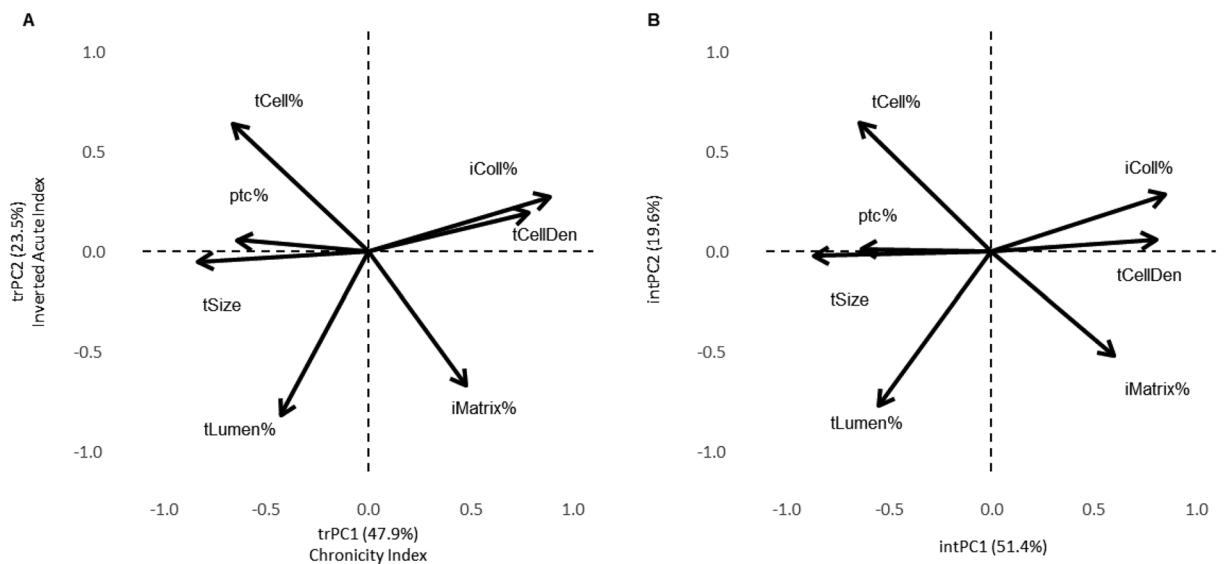 A
1.0
0.5
0.0
-0.5
-1.0
trPC2 (23.5%)
Inverted Acute Index
tCell%
ptc%
tSize
tLumen%
iColl%
tCellDen
iMatrix%
-1.0 -0.5 0.0 0.5 1.0
trPC1 (47.9%)
Chronicity Index
B
1.0
0.5
0.0
-0.5
-1.0
intPC2 (19.6%)
tCell%
ptc%
tSize
tLumen%
iColl%
tCellDen
iMatrix%
-1.0 -0.5 0.0 0.5 1.0
intPC1 (51.4%)